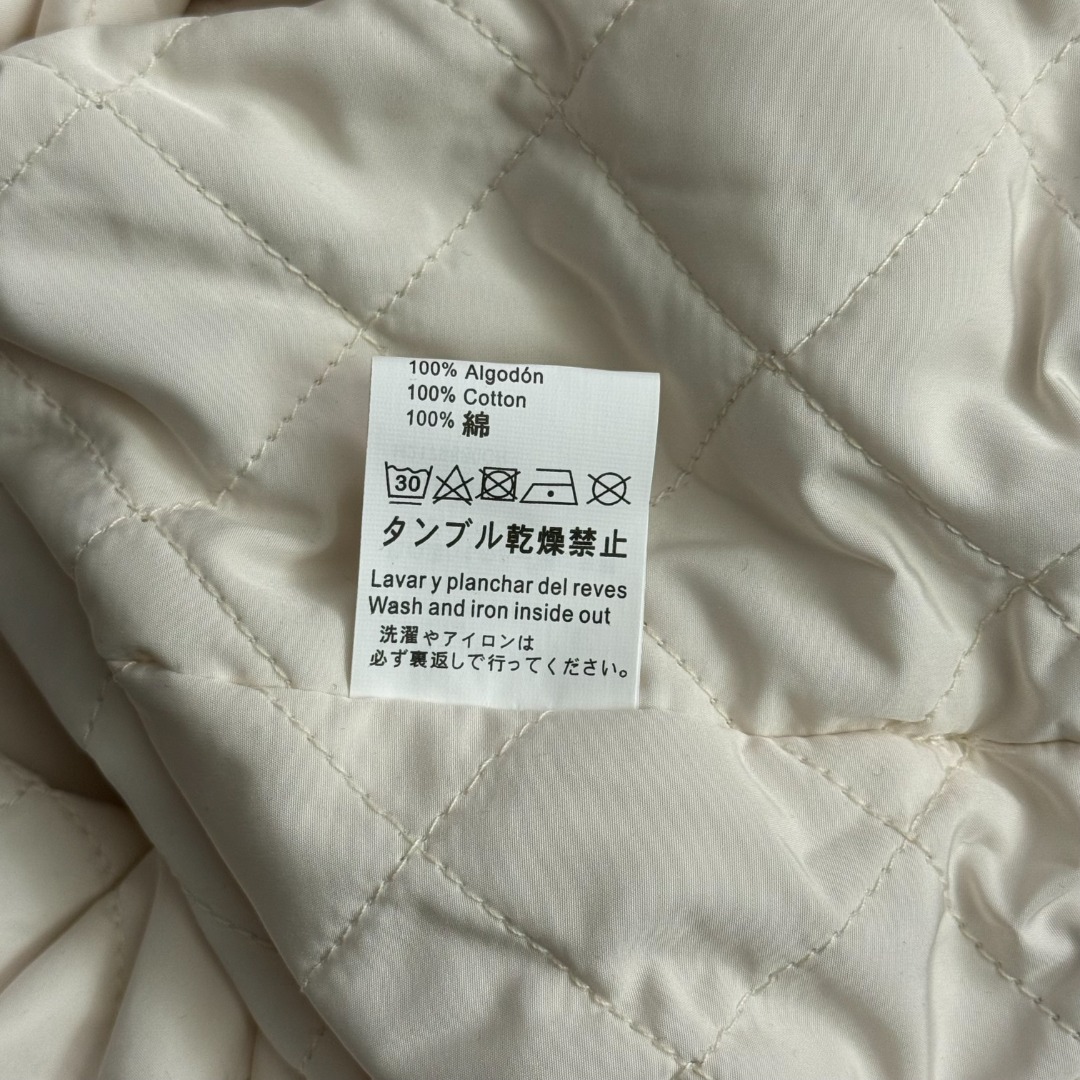 100% Algodón
100% Cotton
100% 綿
30
タンブル乾燥禁止
Lavar y planchar del reves
Wash and iron inside out
洗濯やアイロンは
必ず裏返しで行ってください。